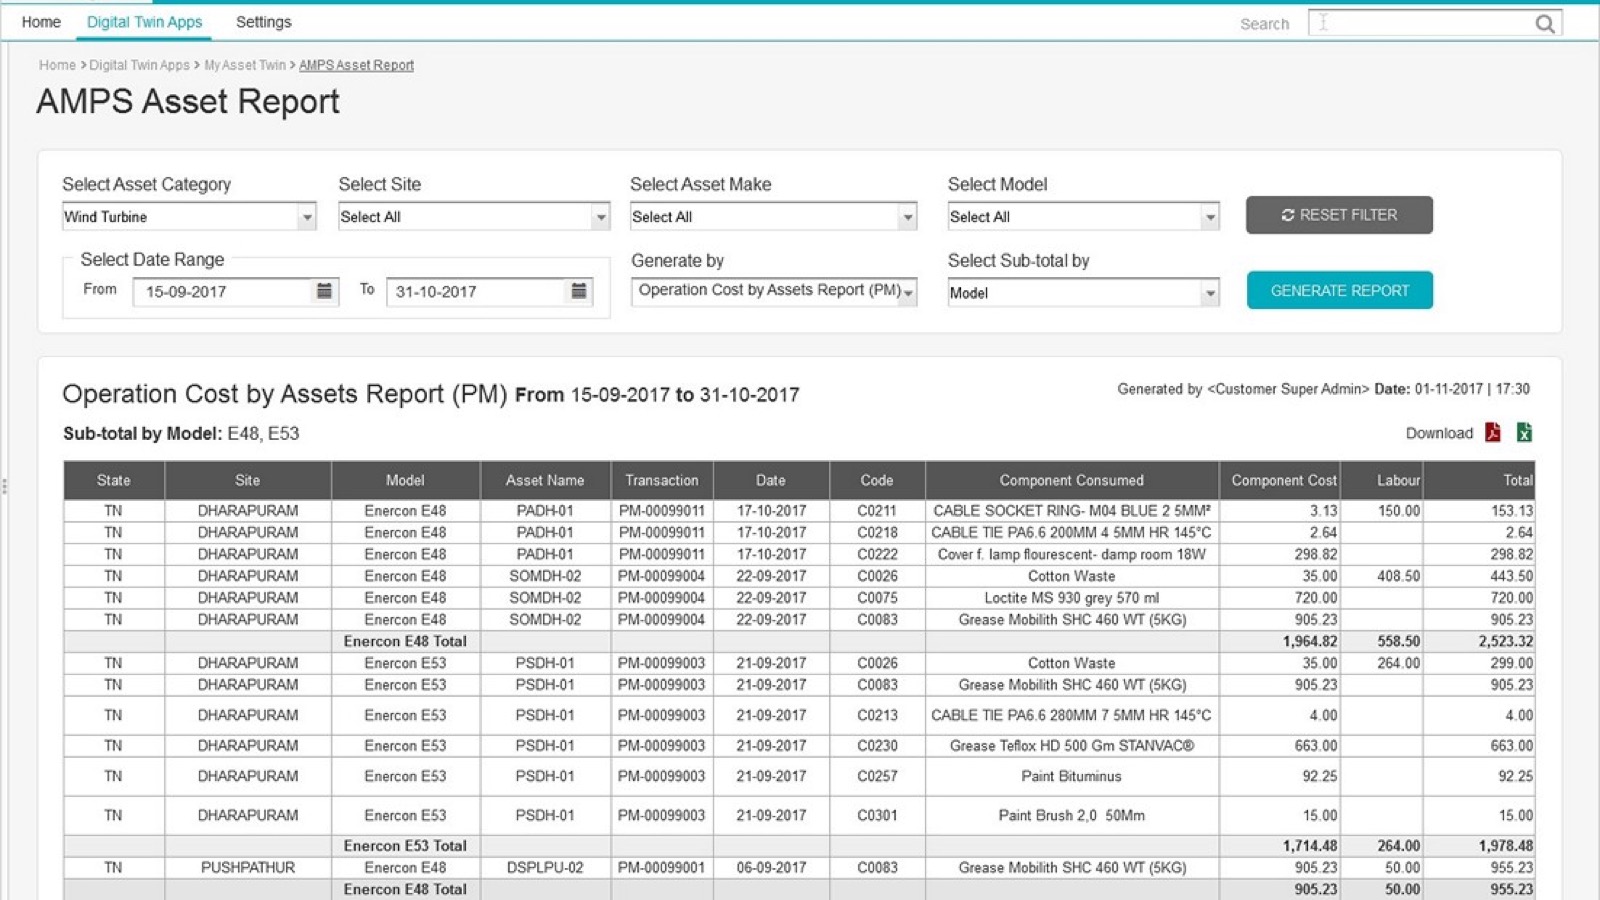 Home Digital Twin Apps Settings Search
Home > Digital Twin Apps > My Asset Twin > AMPS Asset Report
AMPS Asset Report
Select Asset Category Select Site Select Asset Make Select Model
Wind Turbine Select All Select All Select All RESET FILTER
Select Date Range Generate by Select Sub-total by
From 15-09-2017 To 31-10-2017 Operation Cost by Assets Report (PM) Model GENERATE REPORT
Operation Cost by Assets Report (PM) From 15-09-2017 to 31-10-2017 Generated by <Customer Super Admin> Date: 01-11-2017 | 17:30
Sub-total by Model: E48, E53 Download
State Site Model Asset Name Transaction Date Code Component Consumed Component Cost Labour Total
TN DHARAPURAM Enercon E48 PADH-01 PM-00099011 17-10-2017 C0211 CABLE SOCKET RING- M04 BLUE 2 5MM² 3.13 150.00 153.13
TN DHARAPURAM Enercon E48 PADH-01 PM-00099011 17-10-2017 C0218 CABLE TIE PA6.6 200MM 4 5MM HR 145°C 2.64 2.64
TN DHARAPURAM Enercon E48 PADH-01 PM-00099011 17-10-2017 C0222 Cover f. lamp flourescent- damp room 18W 298.82 298.82
TN DHARAPURAM Enercon E48 SOMDH-02 PM-00099004 22-09-2017 C0026 Cotton Waste 35.00 408.50 443.50
TN DHARAPURAM Enercon E48 SOMDH-02 PM-00099004 22-09-2017 C0075 Loctite MS 930 grey 570 ml 720.00 720.00
TN DHARAPURAM Enercon E48 SOMDH-02 PM-00099004 22-09-2017 C0083 Grease Mobilith SHC 460 WT (5KG) 905.23 905.23
Enercon E48 Total 1,964.82 558.50 2,523.32
TN DHARAPURAM Enercon E53 PSDH-01 PM-00099003 21-09-2017 C0026 Cotton Waste 35.00 264.00 299.00
TN DHARAPURAM Enercon E53 PSDH-01 PM-00099003 21-09-2017 C0083 Grease Mobilith SHC 460 WT (5KG) 905.23 905.23
TN DHARAPURAM Enercon E53 PSDH-01 PM-00099003 21-09-2017 C0213 CABLE TIE PA6.6 280MM 7 5MM HR 145°C 4.00 4.00
TN DHARAPURAM Enercon E53 PSDH-01 PM-00099003 21-09-2017 C0230 Grease Teflox HD 500 Gm STANVAC® 663.00 663.00
TN DHARAPURAM Enercon E53 PSDH-01 PM-00099003 21-09-2017 C0257 Paint Bituminus 92.25 92.25
TN DHARAPURAM Enercon E53 PSDH-01 PM-00099003 21-09-2017 C0301 Paint Brush 2,0 50Mm 15.00 15.00
Enercon E53 Total 1,714.48 264.00 1,978.48
TN PUSHPATHUR Enercon E48 DSPLPU-02 PM-00099001 06-09-2017 C0083 Grease Mobilith SHC 460 WT (5KG) 905.23 50.00 955.23
Enercon E48 Total 905.23 50.00 955.23